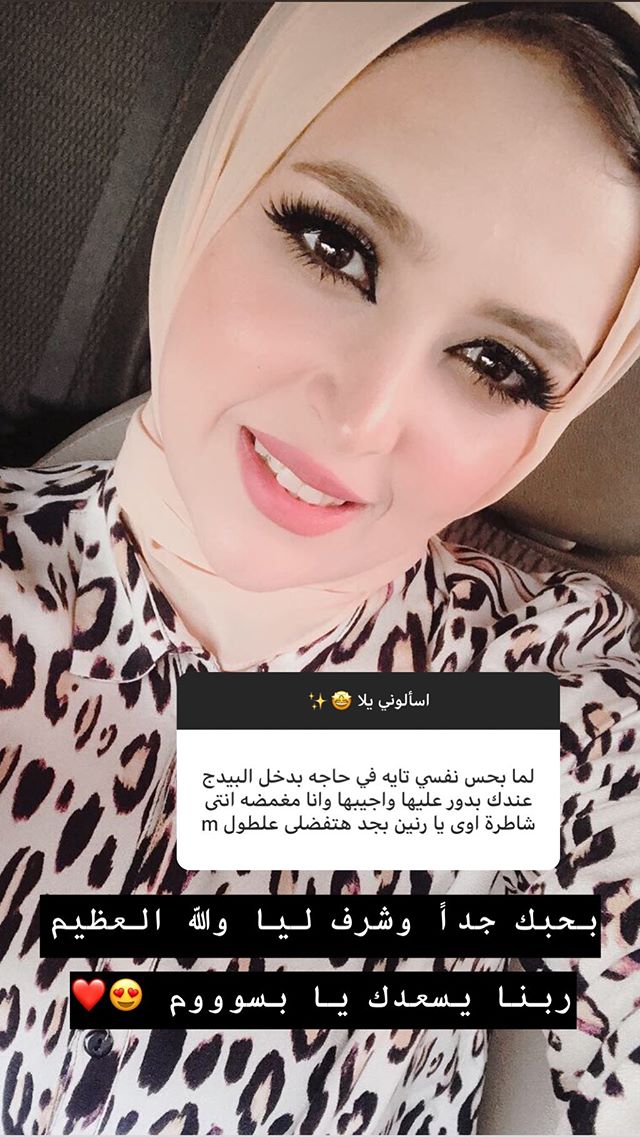 اسألوني يلا 🤩✨
لما بحس نفسي تايه في حاجه بدخل البيدج
عندك بدور عليها واجيبها وانا مغمضه انتى
شاطرة اوى يا رنين بجد هتفضلى علطول m
بحبك جداً وشرف ليا والله العظيم
ربنا يسعدك يا بسوووم 😍❤️